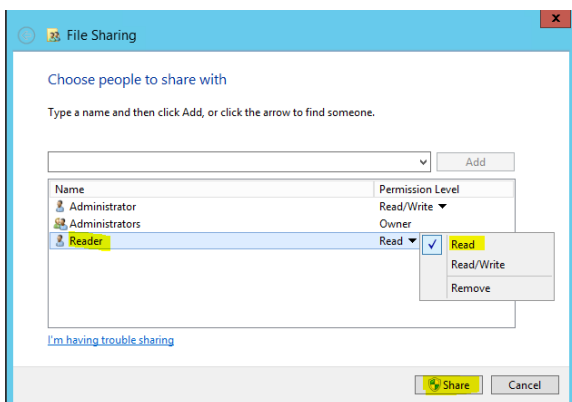 x
File Sharing
Choose people to share with
Type a name and then click Add, or click the arrow to find someone.
Add
Name Permission Level
Administrator Read/Write
Administrators Owner
Reader Read
Read
Read/Write
Remove
I'm having trouble sharing
Share Cancel